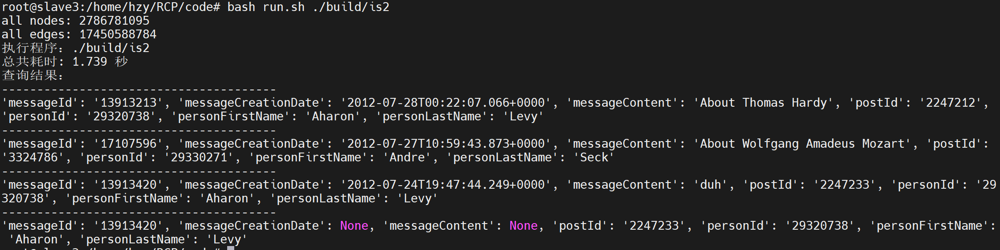 root@slave3:/home/hzy/RCP/code# bash run.sh ./build/is2
all nodes: 2786781095
all edges: 17450588784
执行程序：./build/is2
总共耗时: 1.739 秒
查询结果：
---------------------------------------
'messageId': '13913213', 'messageCreationDate': '2012-07-28T00:22:07.066+0000', 'messageContent': 'About Thomas Hardy', 'postId': '2247212',
'personId': '29320738', 'personFirstName': 'Aharon', 'personLastName': 'Levy'
---------------------------------------
'messageId': '17107596', 'messageCreationDate': '2012-07-27T10:59:43.873+0000', 'messageContent': 'About Wolfgang Amadeus Mozart', 'postId':
'3324786', 'personId': '29330271', 'personFirstName': 'Andre', 'personLastName': 'Seck'
---------------------------------------
'messageId': '13913420', 'messageCreationDate': '2012-07-24T19:47:44.249+0000', 'messageContent': 'duh', 'postId': '2247233', 'personId': '29
320738', 'personFirstName': 'Aharon', 'personLastName': 'Levy'
---------------------------------------
'messageId': '13913420', 'messageCreationDate': None, 'messageContent': None, 'postId': '2247233', 'personId': '29320738', 'personFirstName':
'Aharon', 'personLastName': 'Levy'
root@slave3:/home/hzy/RCP/code#